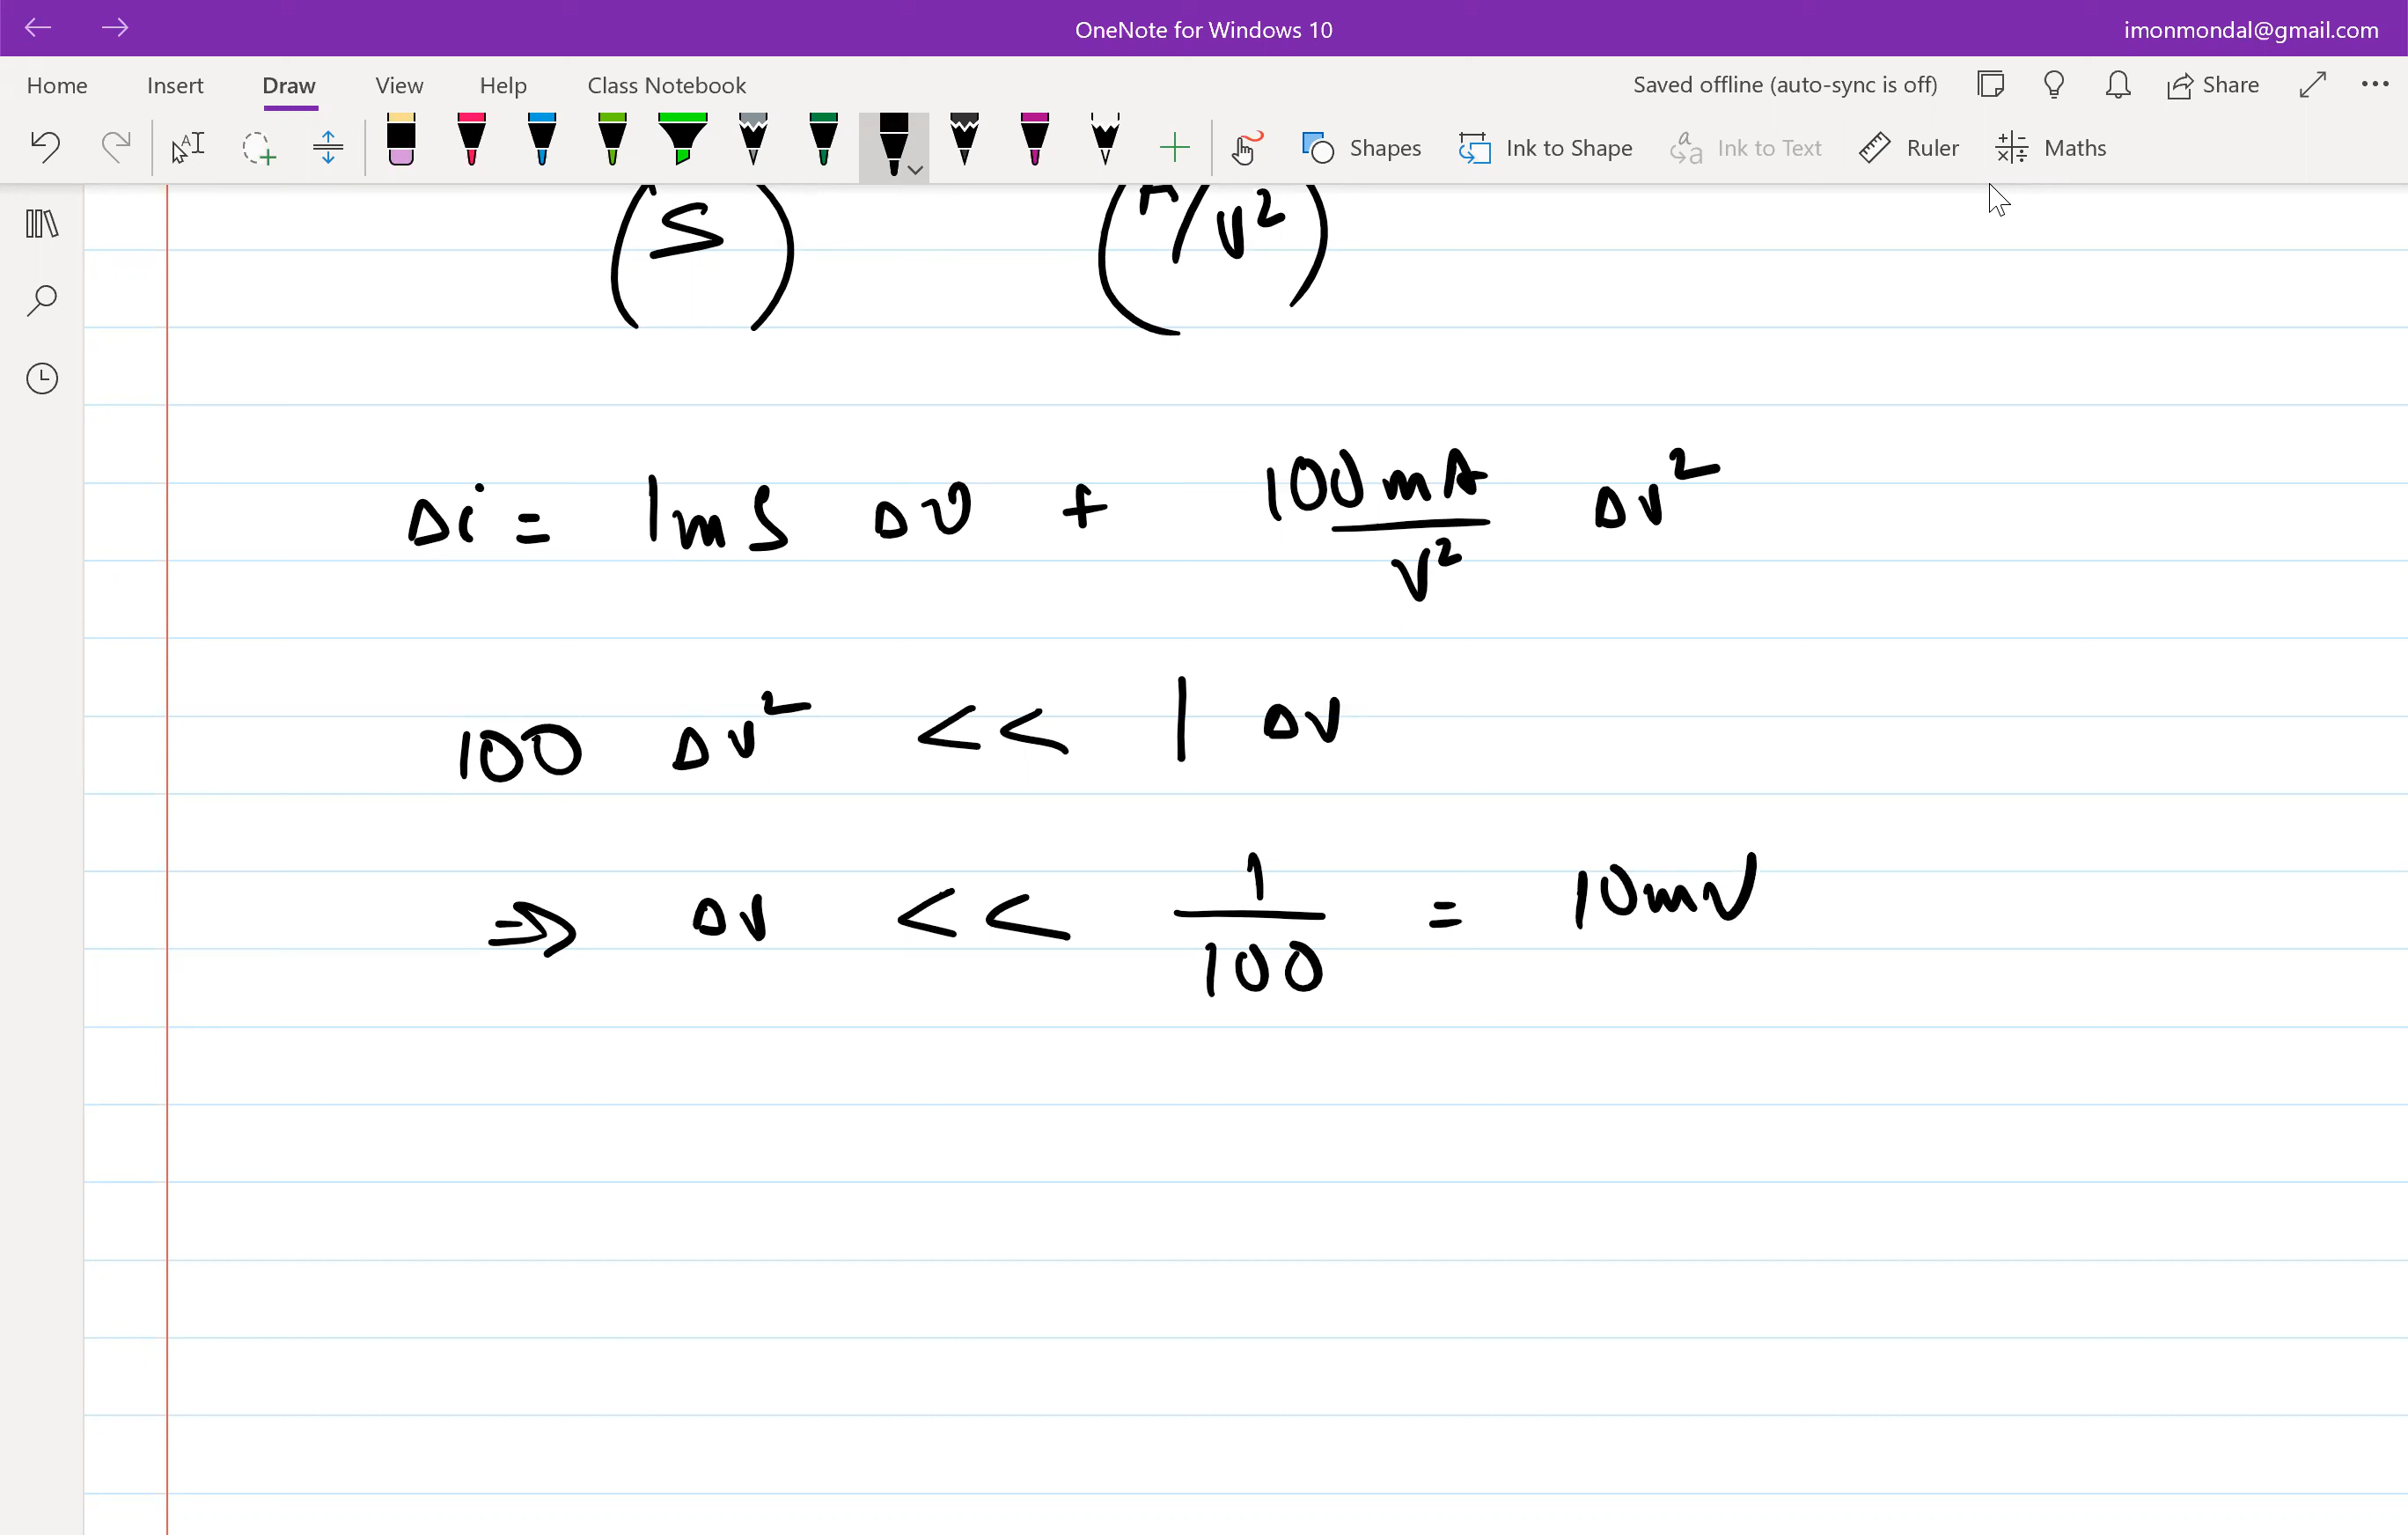 OneNote for Windows 10
imonmondal@gmail.com
Home Insert Draw View Help Class Notebook
Saved offline (auto-sync is off) Share
Shapes Ink to Shape Ink to Text Ruler Maths
(S) (A/V²)
Δi = 1mS Δv + 100mA/V² Δv²
100 Δv² << 1 Δv
⇒ Δv << 1/100 = 10mV